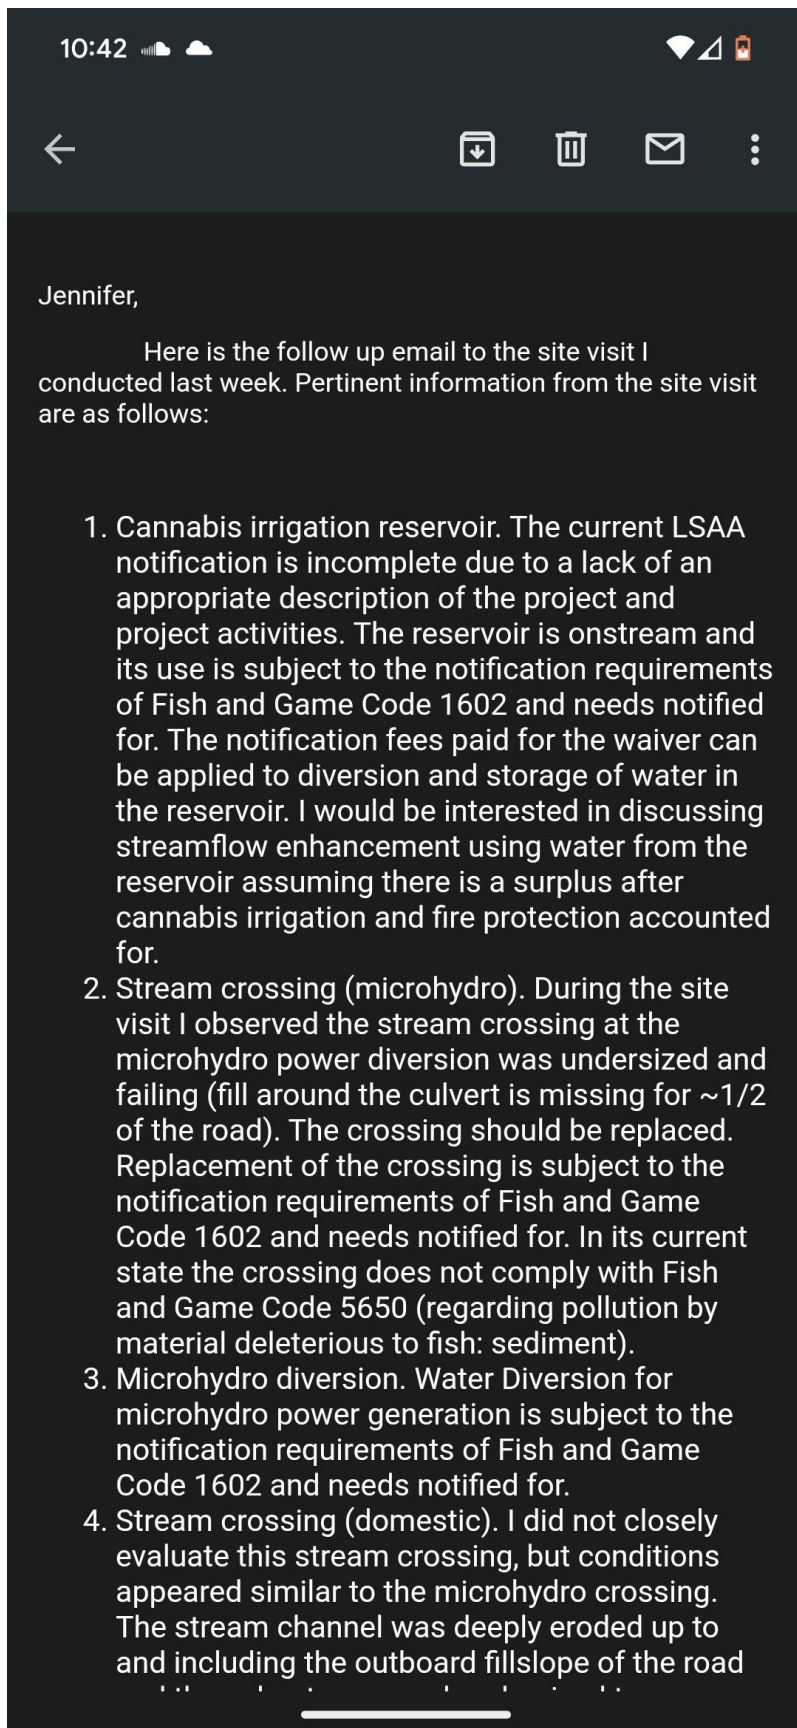 10:42
Jennifer,
Here is the follow up email to the site visit I
conducted last week. Pertinent information from the site visit
are as follows:
1. Cannabis irrigation reservoir. The current LSAA
notification is incomplete due to a lack of an
appropriate description of the project and
project activities. The reservoir is onstream and
its use is subject to the notification requirements
of Fish and Game Code 1602 and needs notified
for. The notification fees paid for the waiver can
be applied to diversion and storage of water in
the reservoir. I would be interested in discussing
streamflow enhancement using water from the
reservoir assuming there is a surplus after
cannabis irrigation and fire protection accounted
for.
2. Stream crossing (microhydro). During the site
visit I observed the stream crossing at the
microhydro power diversion was undersized and
failing (fill around the culvert is missing for ~1/2
of the road). The crossing should be replaced.
Replacement of the crossing is subject to the
notification requirements of Fish and Game
Code 1602 and needs notified for. In its current
state the crossing does not comply with Fish
and Game Code 5650 (regarding pollution by
material deleterious to fish: sediment).
3. Microhydro diversion. Water Diversion for
microhydro power generation is subject to the
notification requirements of Fish and Game
Code 1602 and needs notified for.
4. Stream crossing (domestic). I did not closely
evaluate this stream crossing, but conditions
appeared similar to the microhydro crossing.
The stream channel was deeply eroded up to
and including the outboard fillslope of the road